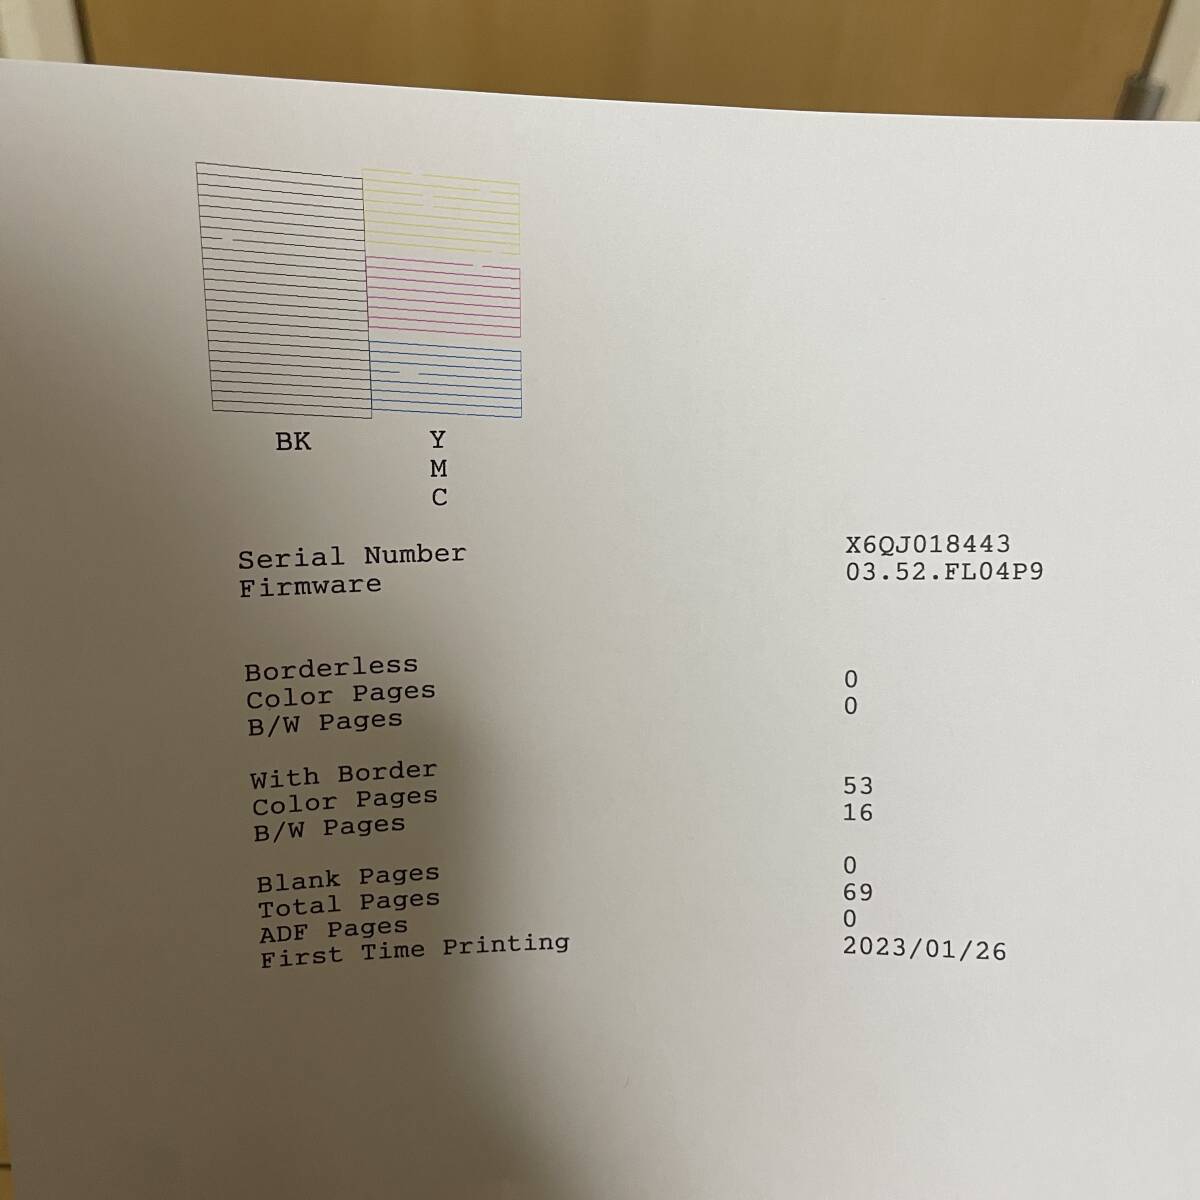 BK Y
M
C
Serial Number X6QJ018443
Firmware 03.52.FL04P9
Borderless
Color Pages 0
B/W Pages 0
With Border
Color Pages 53
B/W Pages 16
Blank Pages 0
Total Pages 69
ADF Pages 0
First Time Printing 2023/01/26